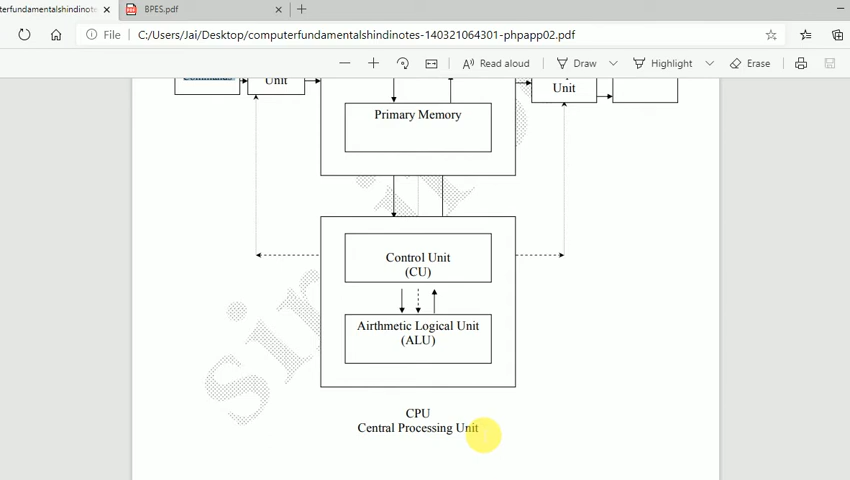 erfundamentalshindinotes
BPES.pdf
File
C:/Users/Jai/Desktop/computerfundamentalshindinotes-140321064301-phpapp02.pdf
Read aloud
Draw
Highlight
Erase
Unit
Unit
Primary Memory
Control Unit
(CU)
Airthmetic Logical Unit
(ALU)
CPU
Central Processing Unit